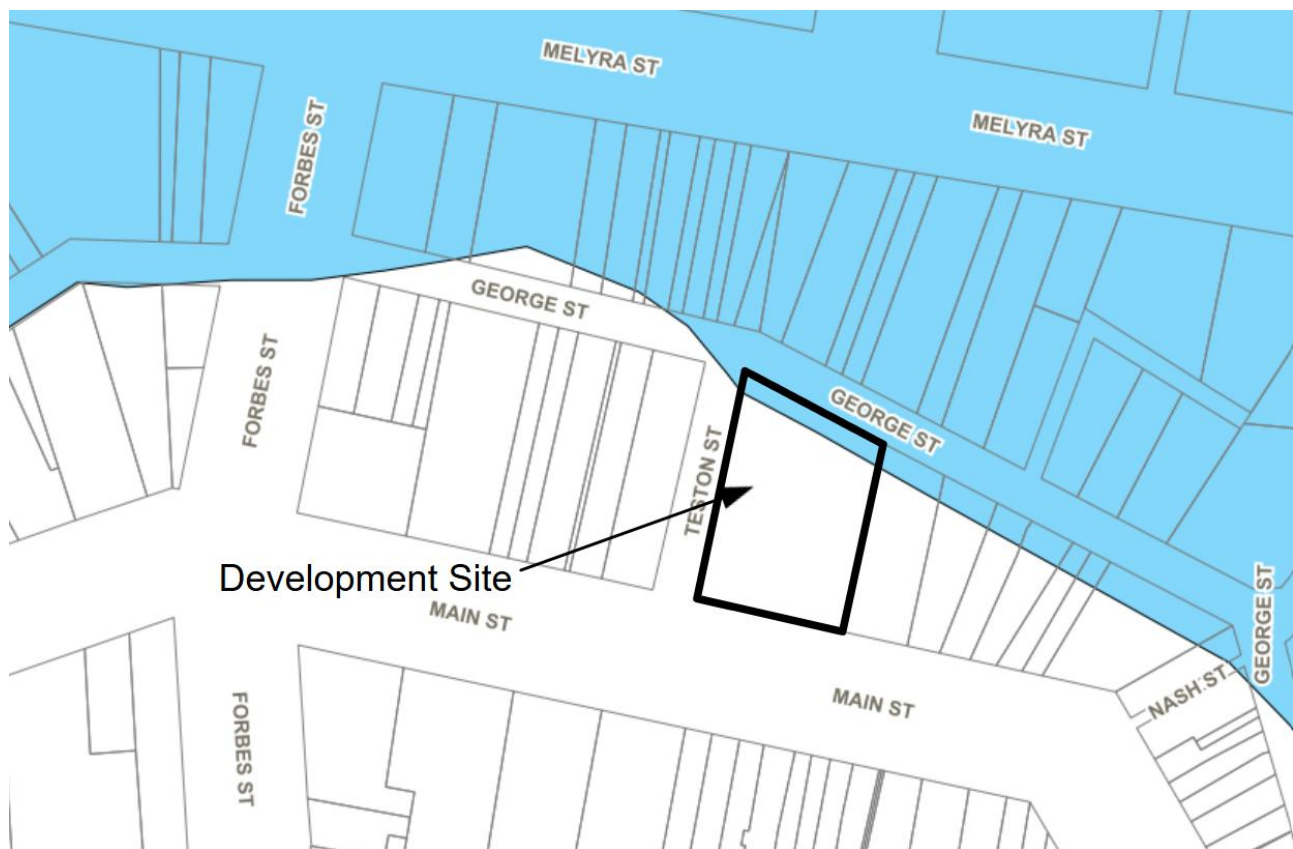 MELYRA ST
MELYRA ST
FORBES ST
GEORGE ST
FORBES ST
GEORGE ST
TESTON ST
Development Site
MAIN ST
GEORGE ST
NASH ST
MAIN ST
FORBES ST